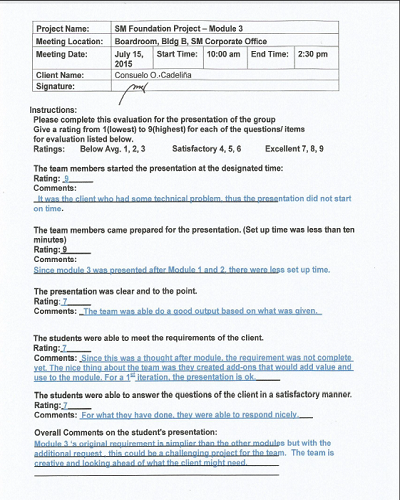 Project Name: SM Foundation Project – Module 3
Meeting Location: Boardroom, Bldg B, SM Corporate Office
Meeting Date: July 15, 2015 Start Time: 10:00 am End Time: 2:30 pm
Client Name: Consuelo O. Cadeliña
Signature:
Instructions:
Please complete this evaluation for the presentation of the group
Give a rating from 1(lowest) to 9(highest) for each of the questions/ items
for evaluation listed below.
Ratings: Below Avg. 1, 2, 3 Satisfactory 4, 5, 6 Excellent 7, 8, 9
The team members started the presentation at the designated time:
Rating: 9
Comments:
It was the client who had some technical problem, thus the presentation did not start
on time.
The team members came prepared for the presentation. (Set up time was less than ten
minutes)
Rating: 9
Comments:
Since module 3 was presented after Module 1 and 2, there were less set up time.
The presentation was clear and to the point.
Rating: 7
Comments: The team was able do a good output based on what was given.
The students were able to meet the requirements of the client.
Rating: 7
Comments: Since this was a thought after module, the requirement was not complete
yet. The nice thing about the team was they created add-ons that would add value and
use to the module. For a 1st iteration, the presentation is ok.
The students were able to answer the questions of the client in a satisfactory manner.
Rating: 7
Comments: For what they have done, they were able to respond nicely.
Overall Comments on the student's presentation:
Module 3 's original requirement is simplier than the other modules but with the
additional request , this could be a challenging project for the team. The team is
creative and looking ahead of what the client might need.